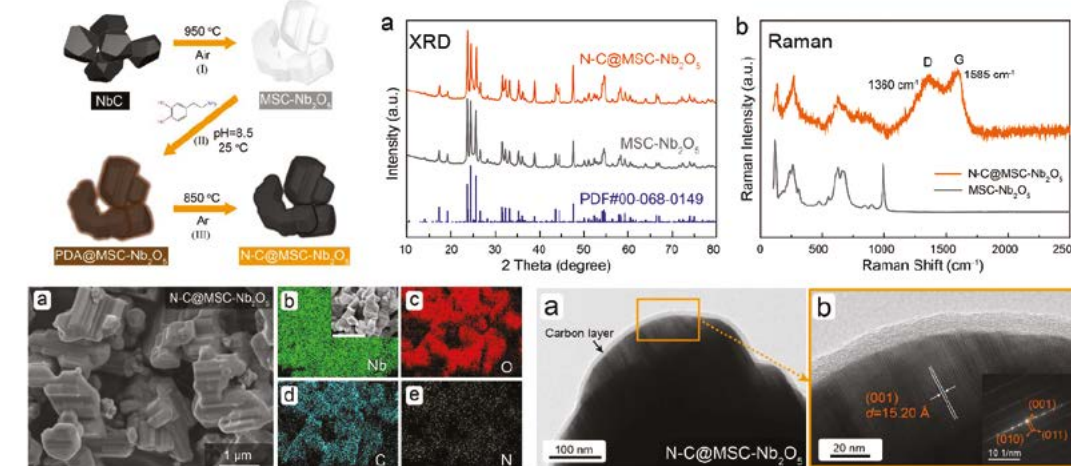 950 °C
Air
(I)
NbC
MSC-Nb₂O₅
(II)
pH=8.5
25 °C
850 °C
Ar
(III)
PDA@MSC-Nb₂O₅
N-C@MSC-Nb₂O₅
a
XRD
N-C@MSC-Nb₂O₅
MSC-Nb₂O₅
PDF#00-068-0149
Intensity (a.u.)
10 20 30 40 50 60 70 80
2 Theta (degree)
b
Raman
D
G
1360 cm⁻¹
1585 cm⁻¹
N-C@MSC-Nb₂O₅
MSC-Nb₂O₅
Raman Intensity (a.u.)
0 500 1000 1500 2000 2500
Raman Shift (cm⁻¹)
a
N-C@MSC-Nb₂O₅
1 μm
b
Nb
c
O
d
C
e
N
a
Carbon layer
100 nm
N-C@MSC-Nb₂O₅
b
(001)
d=15.20 Å
20 nm
(001)
(010)
(011)
10 1/nm